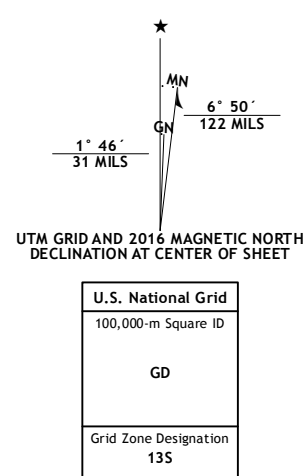 ★
MN
GN
6° 50´
122 MILS
1° 46´
31 MILS
UTM GRID AND 2016 MAGNETIC NORTH
DECLINATION AT CENTER OF SHEET
U.S. National Grid
100,000-m Square ID
GD
Grid Zone Designation
13S